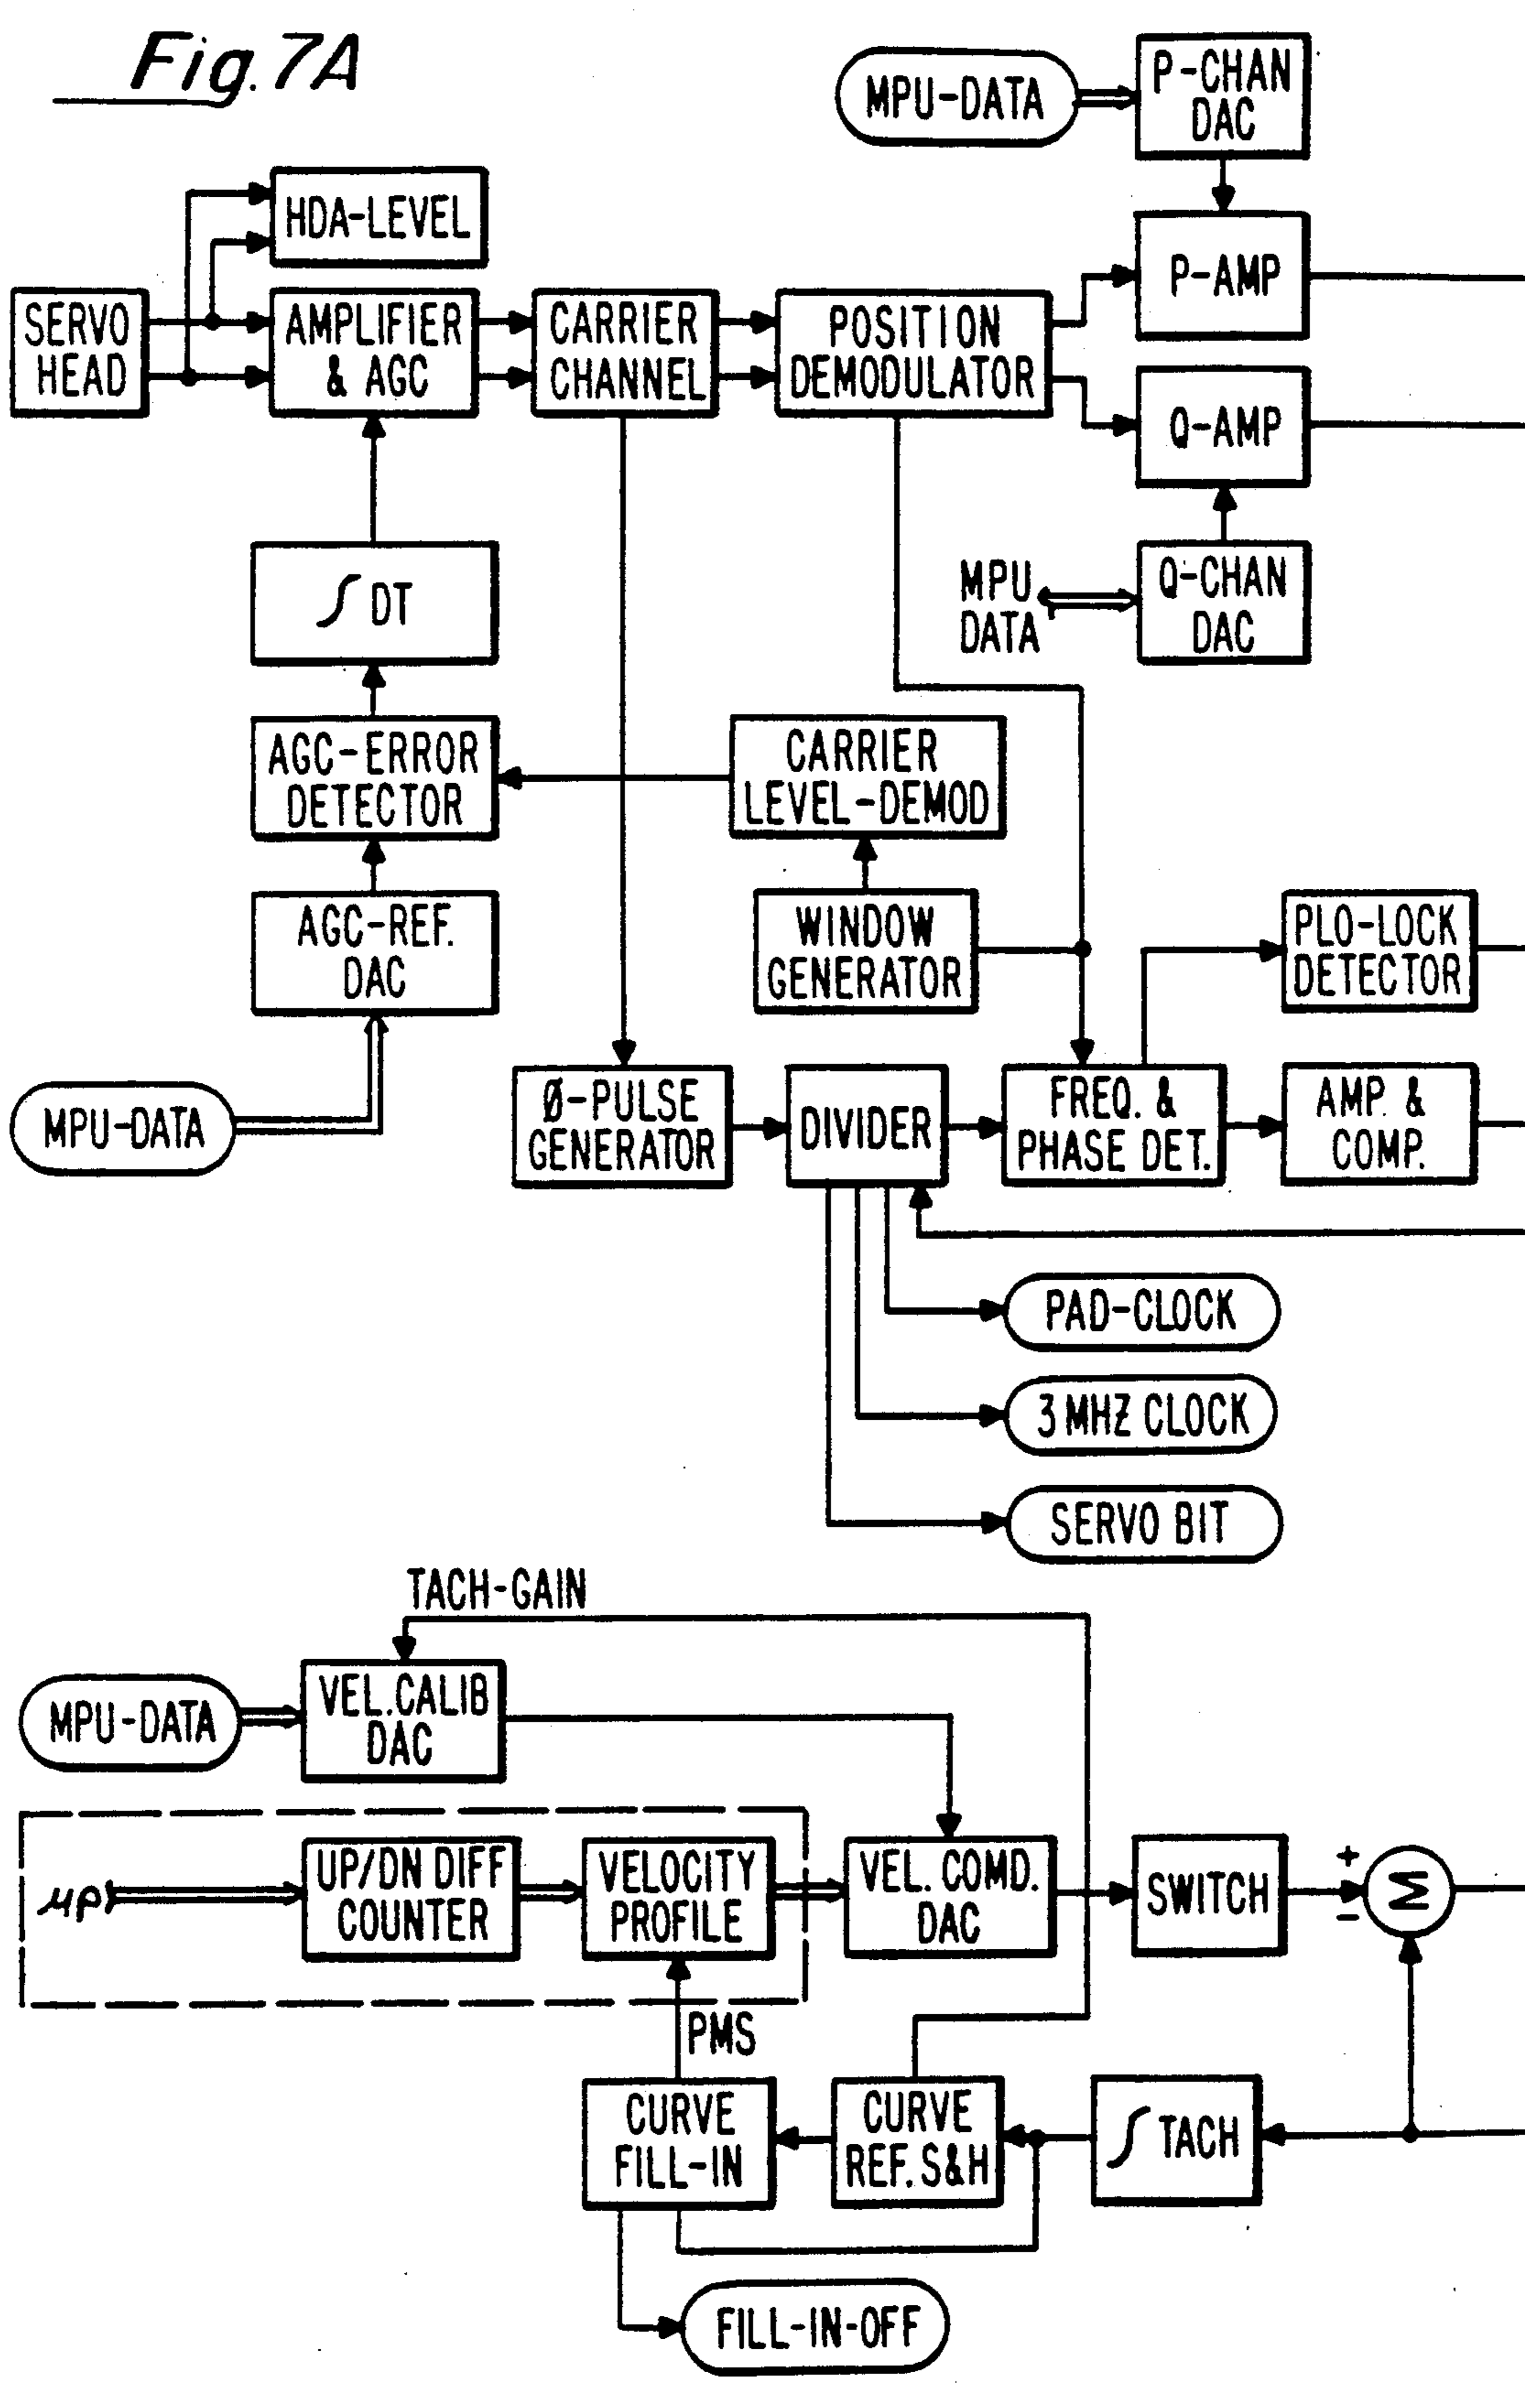 Fig. 7A
MPU-DATA
P-CHAN
DAC
HDA-LEVEL
P-AMP
SERVO
HEAD
AMPLIFIER
& AGC
CARRIER
CHANNEL
POSITION
DEMODULATOR
Q-AMP
∫ DT
MPU
DATA
Q-CHAN
DAC
AGC-ERROR
DETECTOR
CARRIER
LEVEL-DEMOD
AGC-REF.
DAC
WINDOW
GENERATOR
PLO-LOCK
DETECTOR
MPU-DATA
Ø-PULSE
GENERATOR
DIVIDER
FREQ. &
PHASE DET.
AMP. &
COMP.
PAD-CLOCK
3 MHZ CLOCK
SERVO BIT
TACH-GAIN
MPU-DATA
VEL. CALIB
DAC
μp
UP/DN DIFF
COUNTER
VELOCITY
PROFILE
VEL. COMD.
DAC
SWITCH
+
−
Σ
PMS
CURVE
FILL-IN
CURVE
REF. S&H
∫ TACH
FILL-IN-OFF